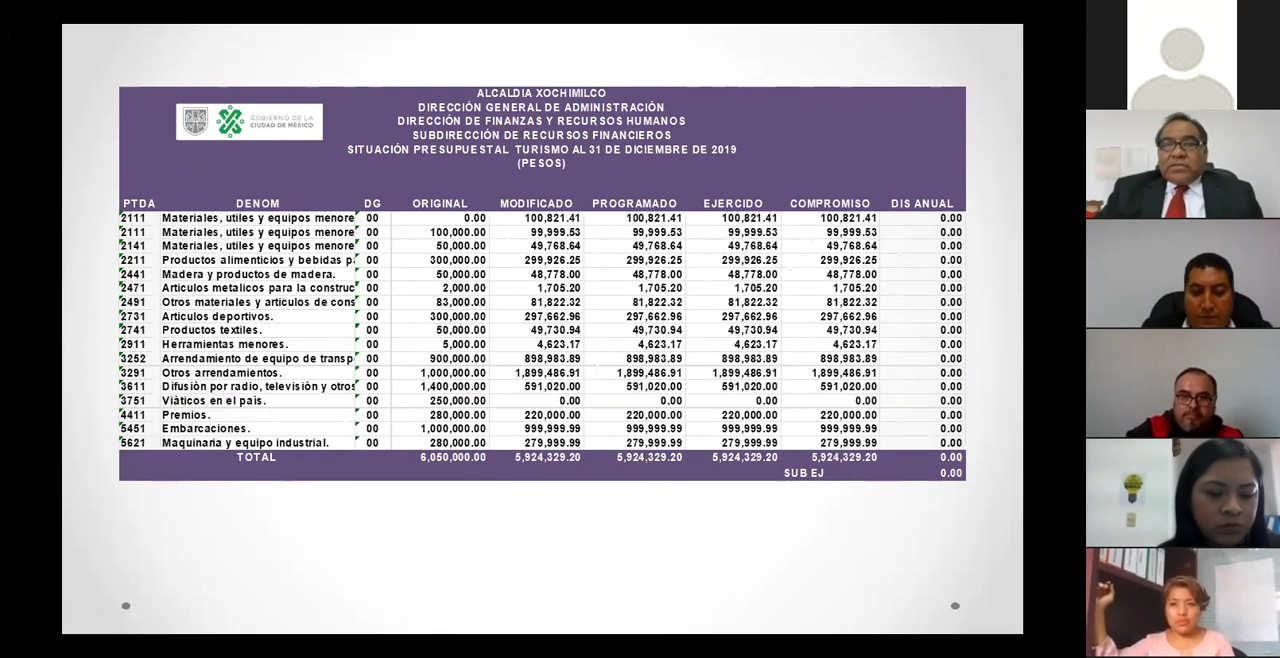 ALCALDIA XOCHIMILCO
DIRECCIÓN GENERAL DE ADMINISTRACIÓN
DIRECCIÓN DE FINANZAS Y RECURSOS HUMANOS
SUBDIRECCIÓN DE RECURSOS FINANCIEROS
SITUACIÓN PRESUPUESTAL TURISMO AL 31 DE DICIEMBRE DE 2019
(PESOS)
GOBIERNO DE LA
CIUDAD DE MÉXICO
PTDA DENOM DG ORIGINAL MODIFICADO PROGRAMADO EJERCIDO COMPROMISO DIS ANUAL
2111 Materiales, utiles y equipos menore 00 0.00 100,821.41 100,821.41 100,821.41 100,821.41 0.00
2111 Materiales, utiles y equipos menore 00 100,000.00 99,999.53 99,999.53 99,999.53 99,999.53 0.00
2141 Materiales, utiles y equipos menore 00 50,000.00 49,768.64 49,768.64 49,768.64 49,768.64 0.00
2211 Productos alimenticios y bebidas pa 00 300,000.00 299,926.25 299,926.25 299,926.25 299,926.25 0.00
2441 Madera y productos de madera. 00 50,000.00 48,778.00 48,778.00 48,778.00 48,778.00 0.00
2471 Articulos metalicos para la construc 00 2,000.00 1,705.20 1,705.20 1,705.20 1,705.20 0.00
2491 Otros materiales y articulos de cons 00 83,000.00 81,822.32 81,822.32 81,822.32 81,822.32 0.00
2731 Articulos deportivos. 00 300,000.00 297,662.96 297,662.96 297,662.96 297,662.96 0.00
2741 Productos textiles. 00 50,000.00 49,730.94 49,730.94 49,730.94 49,730.94 0.00
2911 Herramientas menores. 00 5,000.00 4,623.17 4,623.17 4,623.17 4,623.17 0.00
3252 Arrendamiento de equipo de transp 00 900,000.00 898,983.89 898,983.89 898,983.89 898,983.89 0.00
3291 Otros arrendamientos. 00 1,000,000.00 1,899,486.91 1,899,486.91 1,899,486.91 1,899,486.91 0.00
3611 Difusiòn por radio, televisiòn y otros 00 1,400,000.00 591,020.00 591,020.00 591,020.00 591,020.00 0.00
3751 Viàticos en el paìs. 00 250,000.00 0.00 0.00 0.00 0.00 0.00
4411 Premios. 00 280,000.00 220,000.00 220,000.00 220,000.00 220,000.00 0.00
5451 Embarcaciones. 00 1,000,000.00 999,999.99 999,999.99 999,999.99 999,999.99 0.00
5621 Maquinaria y equipo industrial. 00 280,000.00 279,999.99 279,999.99 279,999.99 279,999.99 0.00
TOTAL 6,050,000.00 5,924,329.20 5,924,329.20 5,924,329.20 5,924,329.20 0.00
SUB EJ 0.00